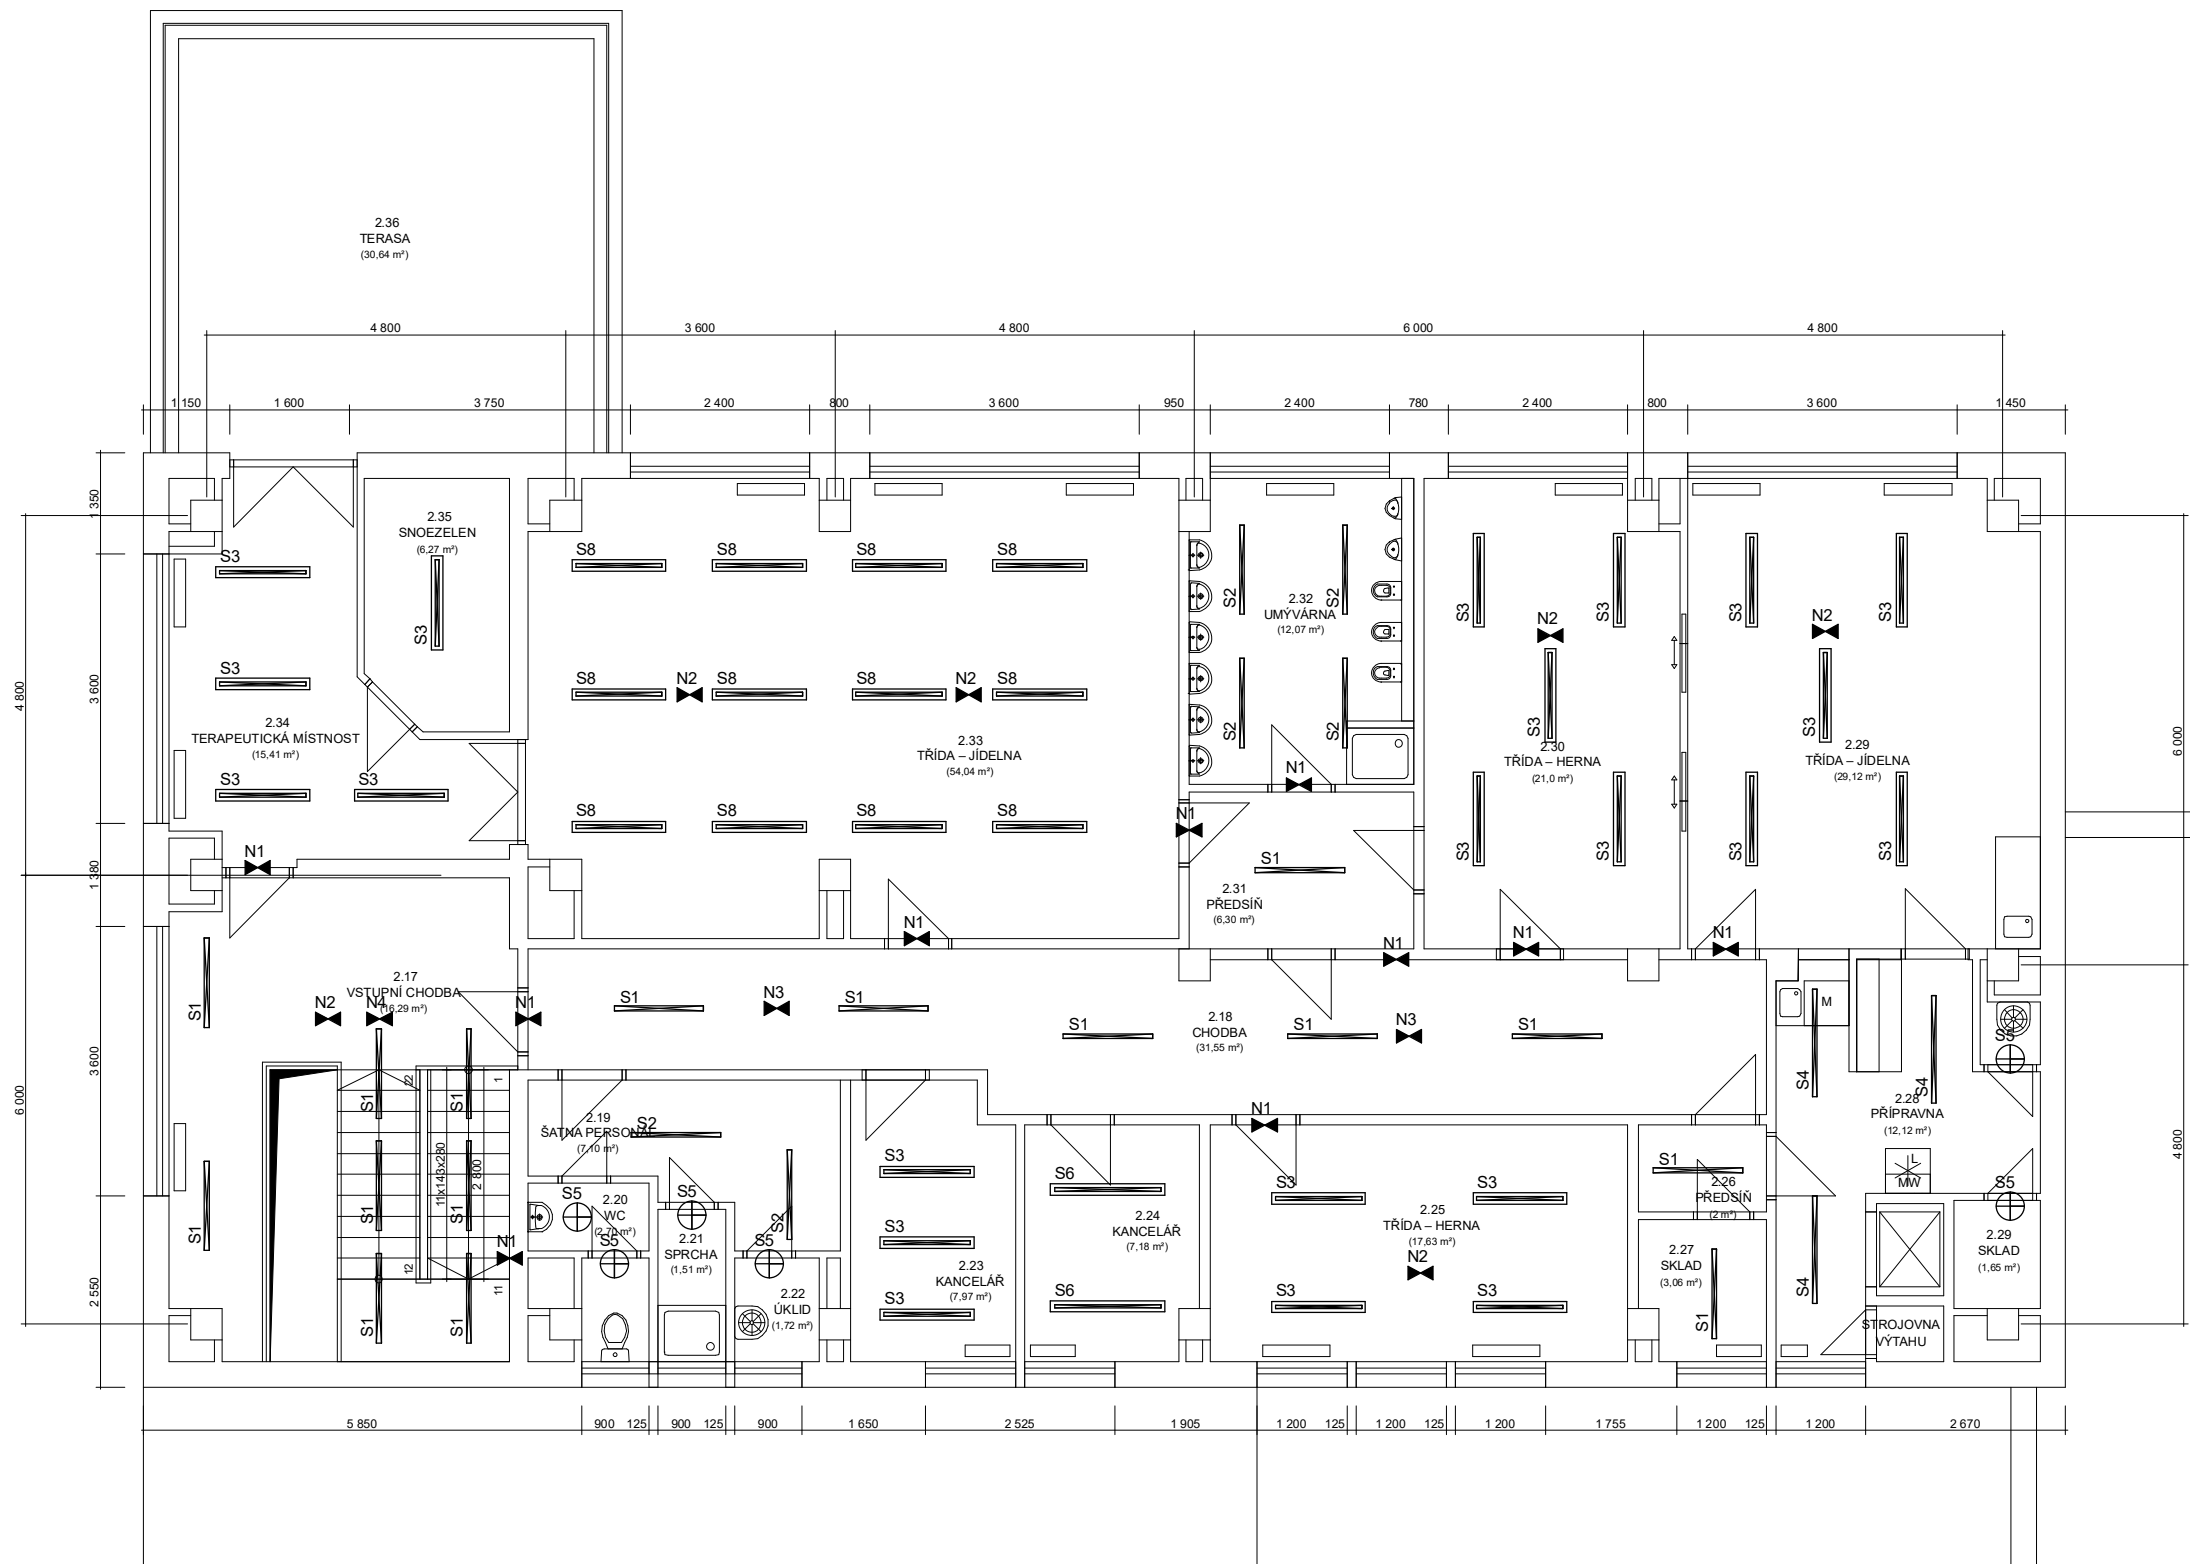 2.36
TERASA
(30,64 m²)
4 800
3 600
4 800
6 000
4 800
1 150
1 600
3 750
2 400
800
3 600
950
2 400
780
2 400
800
3 600
1 450
1 350
3 600
1 380
3 600
2 550
4 800
6 000
6 000
4 800
2.35
SNOEZELEN
(6,27 m²)
S3
S3
S3
S3
S3
2.34
TERAPEUTICKÁ MÍSTNOST
(15,41 m²)
N1
S8
S8
S8
S8
S8
N2
S8
S8
N2
S8
2.33
TŘÍDA – JÍDELNA
(54,04 m²)
S8
S8
S8
S8
N1
N1
S2
S2
2.32
UMÝVÁRNA
(12,07 m²)
S2
S2
N1
S1
2.31
PŘEDSÍŇ
(6,30 m²)
N1
S3
S3
N2
S3
2.30
TŘÍDA – HERNA
(21,0 m²)
S3
S3
N1
S3
S3
N2
S3
2.29
TŘÍDA – JÍDELNA
(29,12 m²)
S3
S3
N1
2.17
VSTUPNÍ CHODBA
(16,29 m²)
S1
N2
N4
N1
S1
S1
S1
S1
S1
S1
S1
N1
22
1
12
11
11x143x280
2 800
S1
N3
S1
S1
2.18
CHODBA
(31,55 m²)
S1
N3
S1
2.19
ŠATNA PERSONÁL
(7,10 m²)
S2
S2
S5
2.20
WC
(2,70 m²)
S5
S5
2.21
SPRCHA
(1,51 m²)
S5
2.22
ÚKLID
(1,72 m²)
S3
S3
S3
2.23
KANCELÁŘ
(7,97 m²)
S6
S6
2.24
KANCELÁŘ
(7,18 m²)
N1
S3
S3
2.25
TŘÍDA – HERNA
(17,63 m²)
N2
S3
S3
S1
2.26
PŘEDSÍŇ
(2 m²)
2.27
SKLAD
(3,06 m²)
S1
M
S4
S4
S5
2.28
PŘÍPRAVNA
(12,12 m²)
L
MW
S4
S5
2.29
SKLAD
(1,65 m²)
STROJOVNA
VÝTAHU
5 850
900
125
900
125
900
1 650
2 525
1 905
1 200
125
1 200
125
1 200
1 755
1 200
125
1 200
2 670